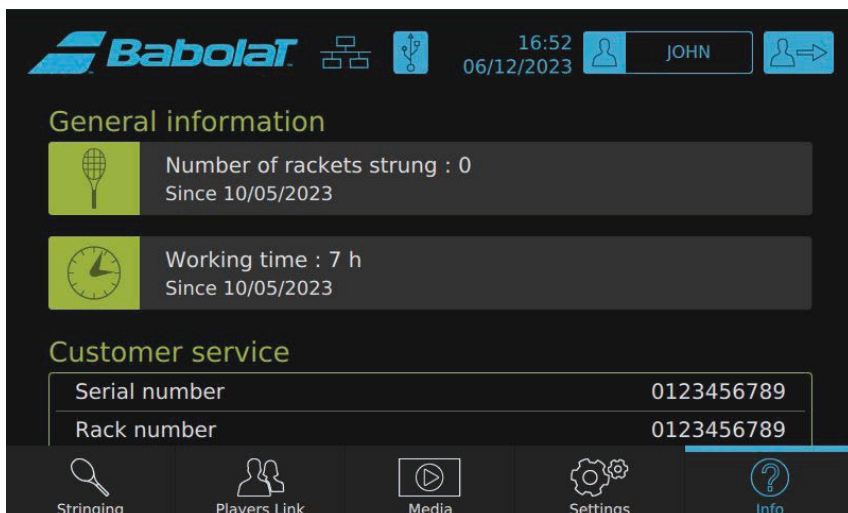 BABOLAT
16:52
06/12/2023
JOHN
General information
Number of rackets strung : 0
Since 10/05/2023
Working time : 7 h
Since 10/05/2023
Customer service
Serial number 0123456789
Rack number 0123456789
Stringing Players Link Media Settings Info